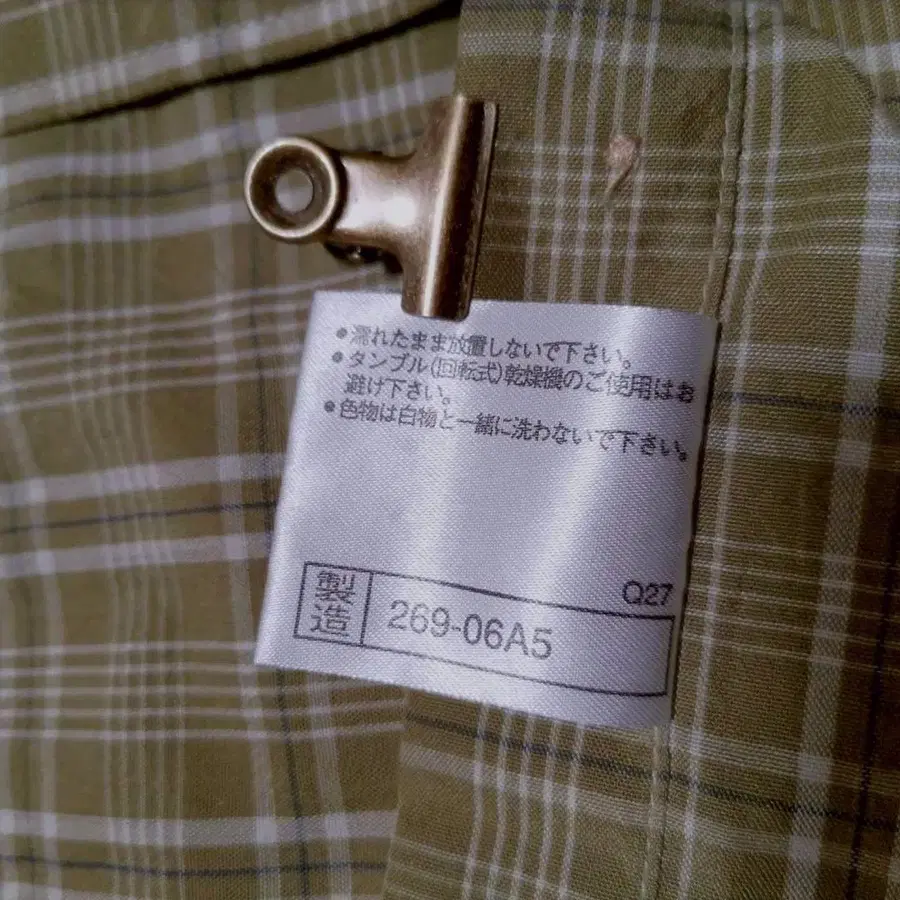 ●濡れたまま放置しないで下さい。
●タンブル(回転式)乾燥機のご使用はお
避け下さい。
●色物は白物と一緒に洗わないで下さい。
Q27
製造 269-06A5